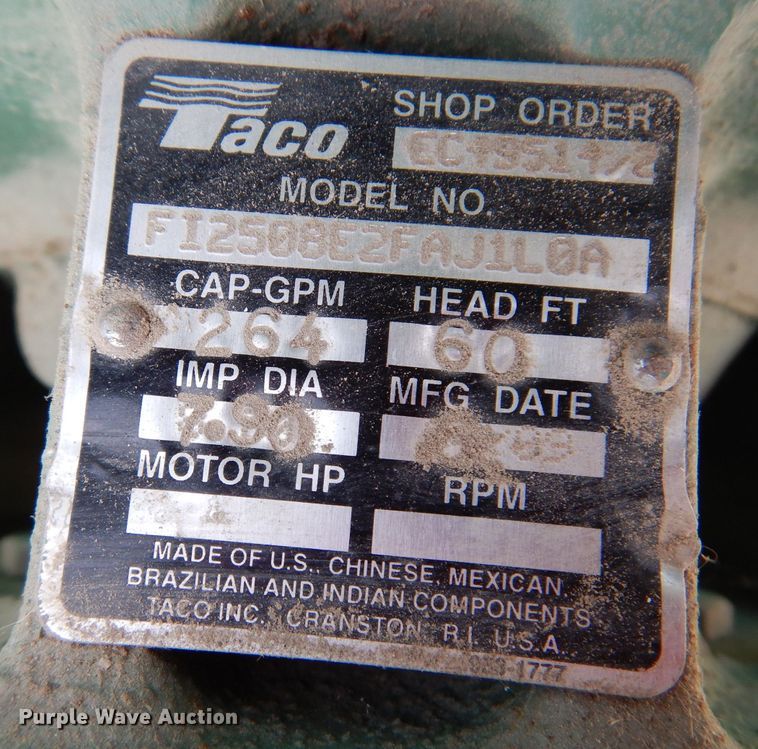 Taco
SHOP ORDER
MODEL NO.
FI2508E2FAJ1L0A
CAP-GPM
HEAD FT
264
60
IMP DIA
MFG DATE
7.90
MOTOR HP
RPM
MADE OF U.S., CHINESE, MEXICAN,
BRAZILIAN AND INDIAN COMPONENTS
TACO INC. CRANSTON, R.I. U.S.A.
Purple Wave Auction